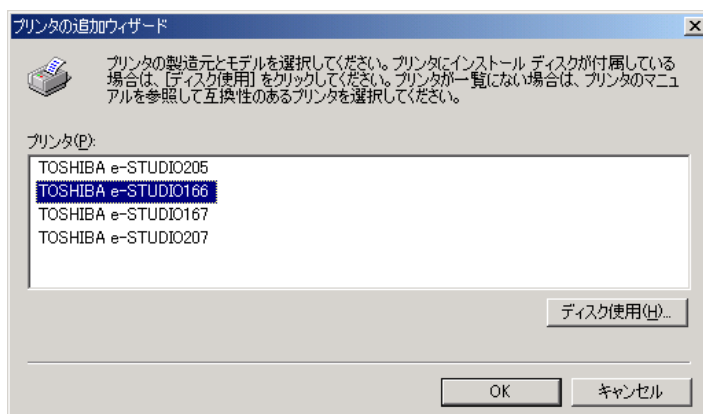 プリンタの追加ウィザード
プリンタの製造元とモデルを選択してください。プリンタにインストール ディスクが付属している
場合は、[ディスク使用] をクリックしてください。プリンタが一覧にない場合は、プリンタのマニュ
アルを参照して互換性のあるプリンタを選択してください。
プリンタ(P):
TOSHIBA e-STUDIO205
TOSHIBA e-STUDIO166
TOSHIBA e-STUDIO167
TOSHIBA e-STUDIO207
ディスク使用(H)...
OK キャンセル